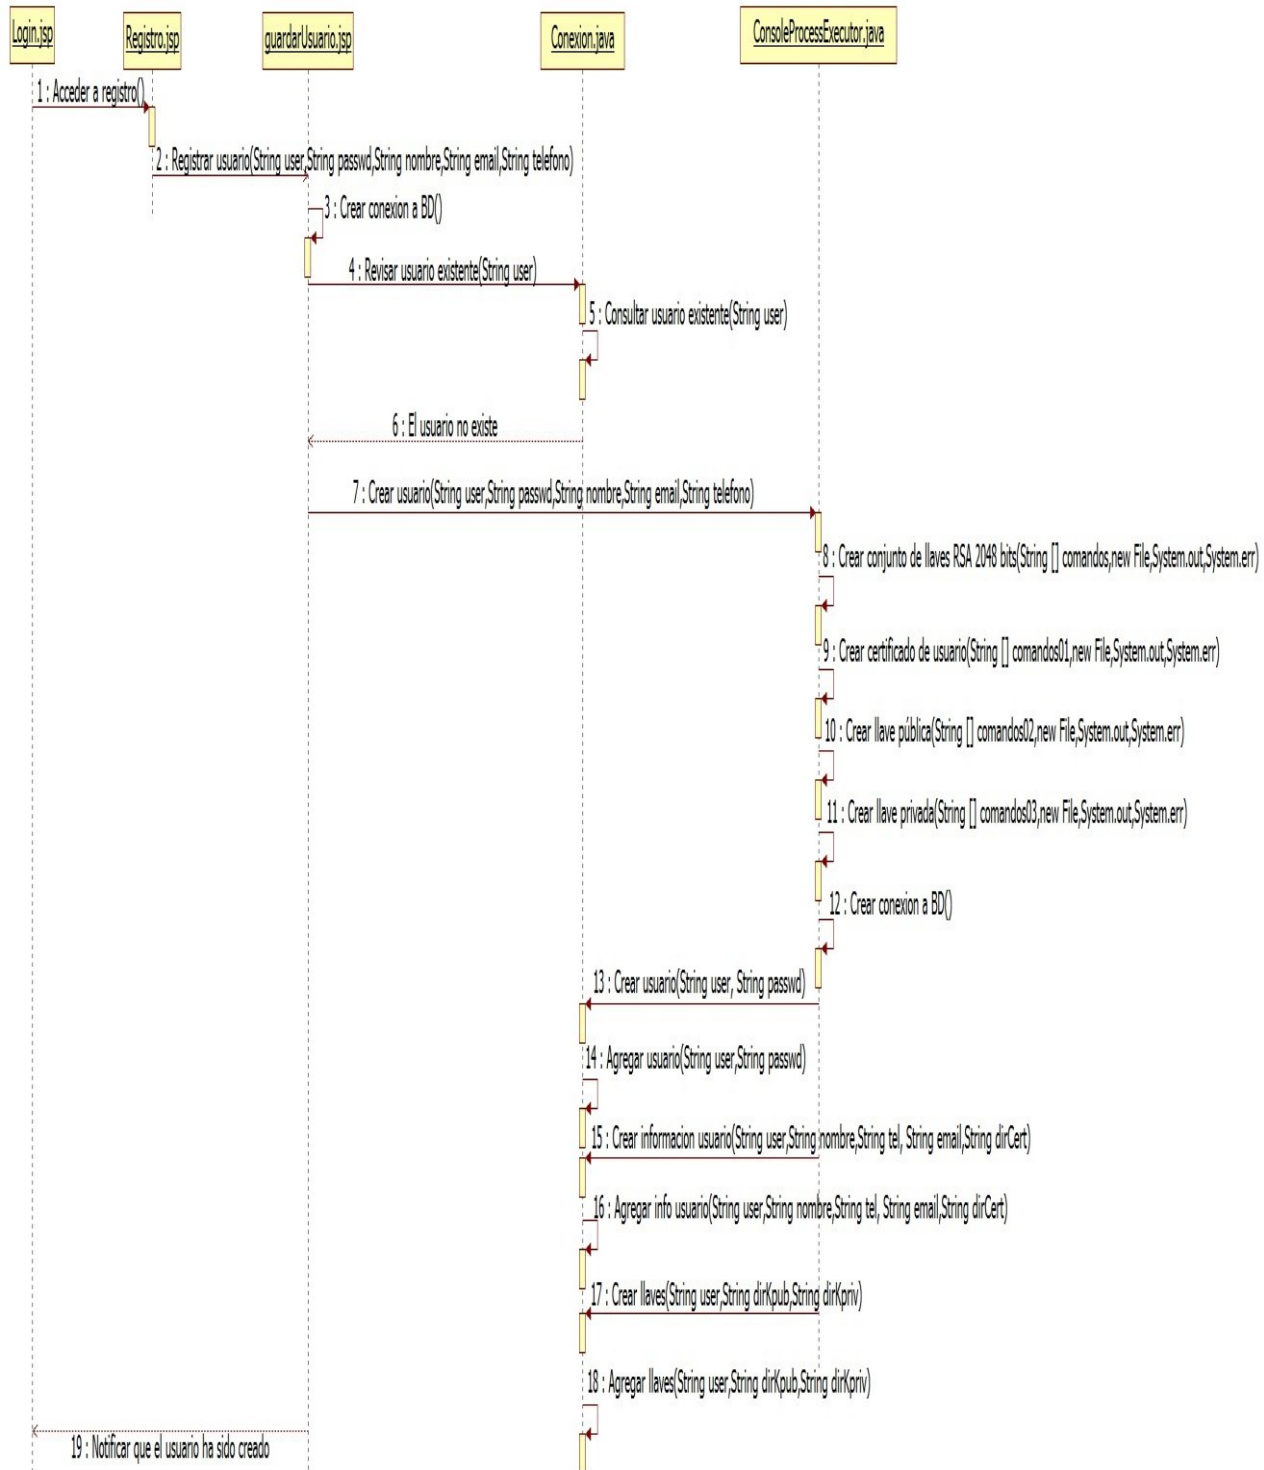 Login.jsp
Registro.jsp
guardarUsuario.jsp
Conexion.java
ConsoleProcessExecutor.java
1 : Acceder a registro()
2 : Registrar usuario(String user,String passwd,String nombre,String email,String telefono)
3 : Crear conexion a BD()
4 : Revisar usuario existente(String user)
5 : Consultar usuario existente(String user)
6 : El usuario no existe
7 : Crear usuario(String user,String passwd,String nombre,String email,String telefono)
8 : Crear conjunto de llaves RSA 2048 bits(String [] comandos,new File,System.out,System.err)
9 : Crear certificado de usuario(String [] comandos01,new File,System.out,System.err)
10 : Crear llave pública(String [] comandos02,new File,System.out,System.err)
11 : Crear llave privada(String [] comandos03,new File,System.out,System.err)
12 : Crear conexion a BD()
13 : Crear usuario(String user, String passwd)
14 : Agregar usuario(String user,String passwd)
15 : Crear informacion usuario(String user,String nombre,String tel, String email,String dirCert)
16 : Agregar info usuario(String user,String nombre,String tel, String email,String dirCert)
17 : Crear llaves(String user,String dirKpub,String dirKpriv)
18 : Agregar llaves(String user,String dirKpub,String dirKpriv)
19 : Notificar que el usuario ha sido creado